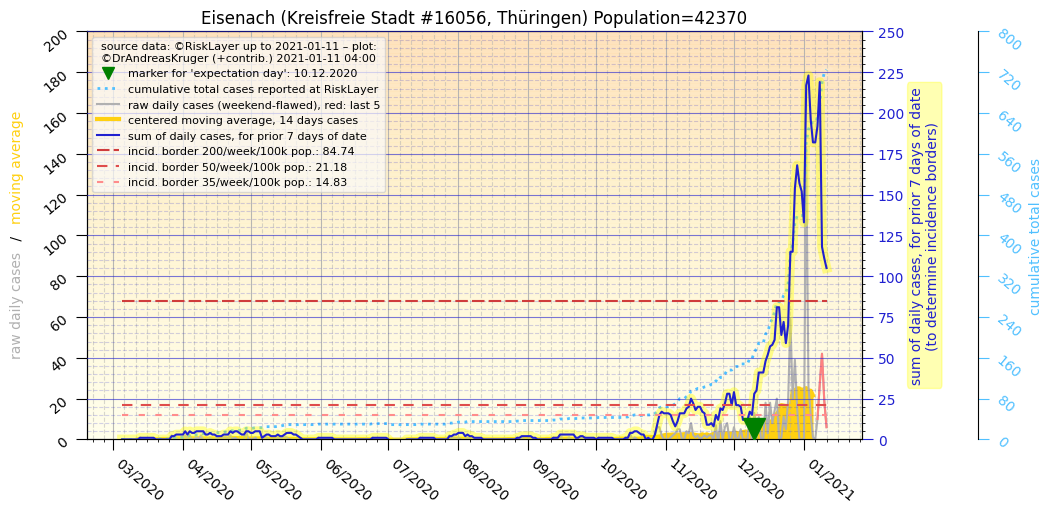 Eisenach (Kreisfreie Stadt #16056, Thüringen) Population=42370
source data: ©RiskLayer up to 2021-01-11 – plot:
©DrAndreasKruger (+contrib.) 2021-01-11 04:00
marker for 'expectation day': 10.12.2020
cumulative total cases reported at RiskLayer
raw daily cases (weekend-flawed), red: last 5
centered moving average, 14 days cases
sum of daily cases, for prior 7 days of date
incid. border 200/week/100k pop.: 84.74
incid. border 50/week/100k pop.: 21.18
incid. border 35/week/100k pop.: 14.83
raw daily cases / moving average
200
180
160
140
120
100
80
60
40
20
0
03/2020
04/2020
05/2020
06/2020
07/2020
08/2020
09/2020
10/2020
11/2020
12/2020
01/2021
250
225
200
175
150
125
100
75
50
25
0
sum of daily cases, for prior 7 days of date
(to determine incidence borders)
800
720
640
560
480
400
320
240
160
80
0
cumulative total cases